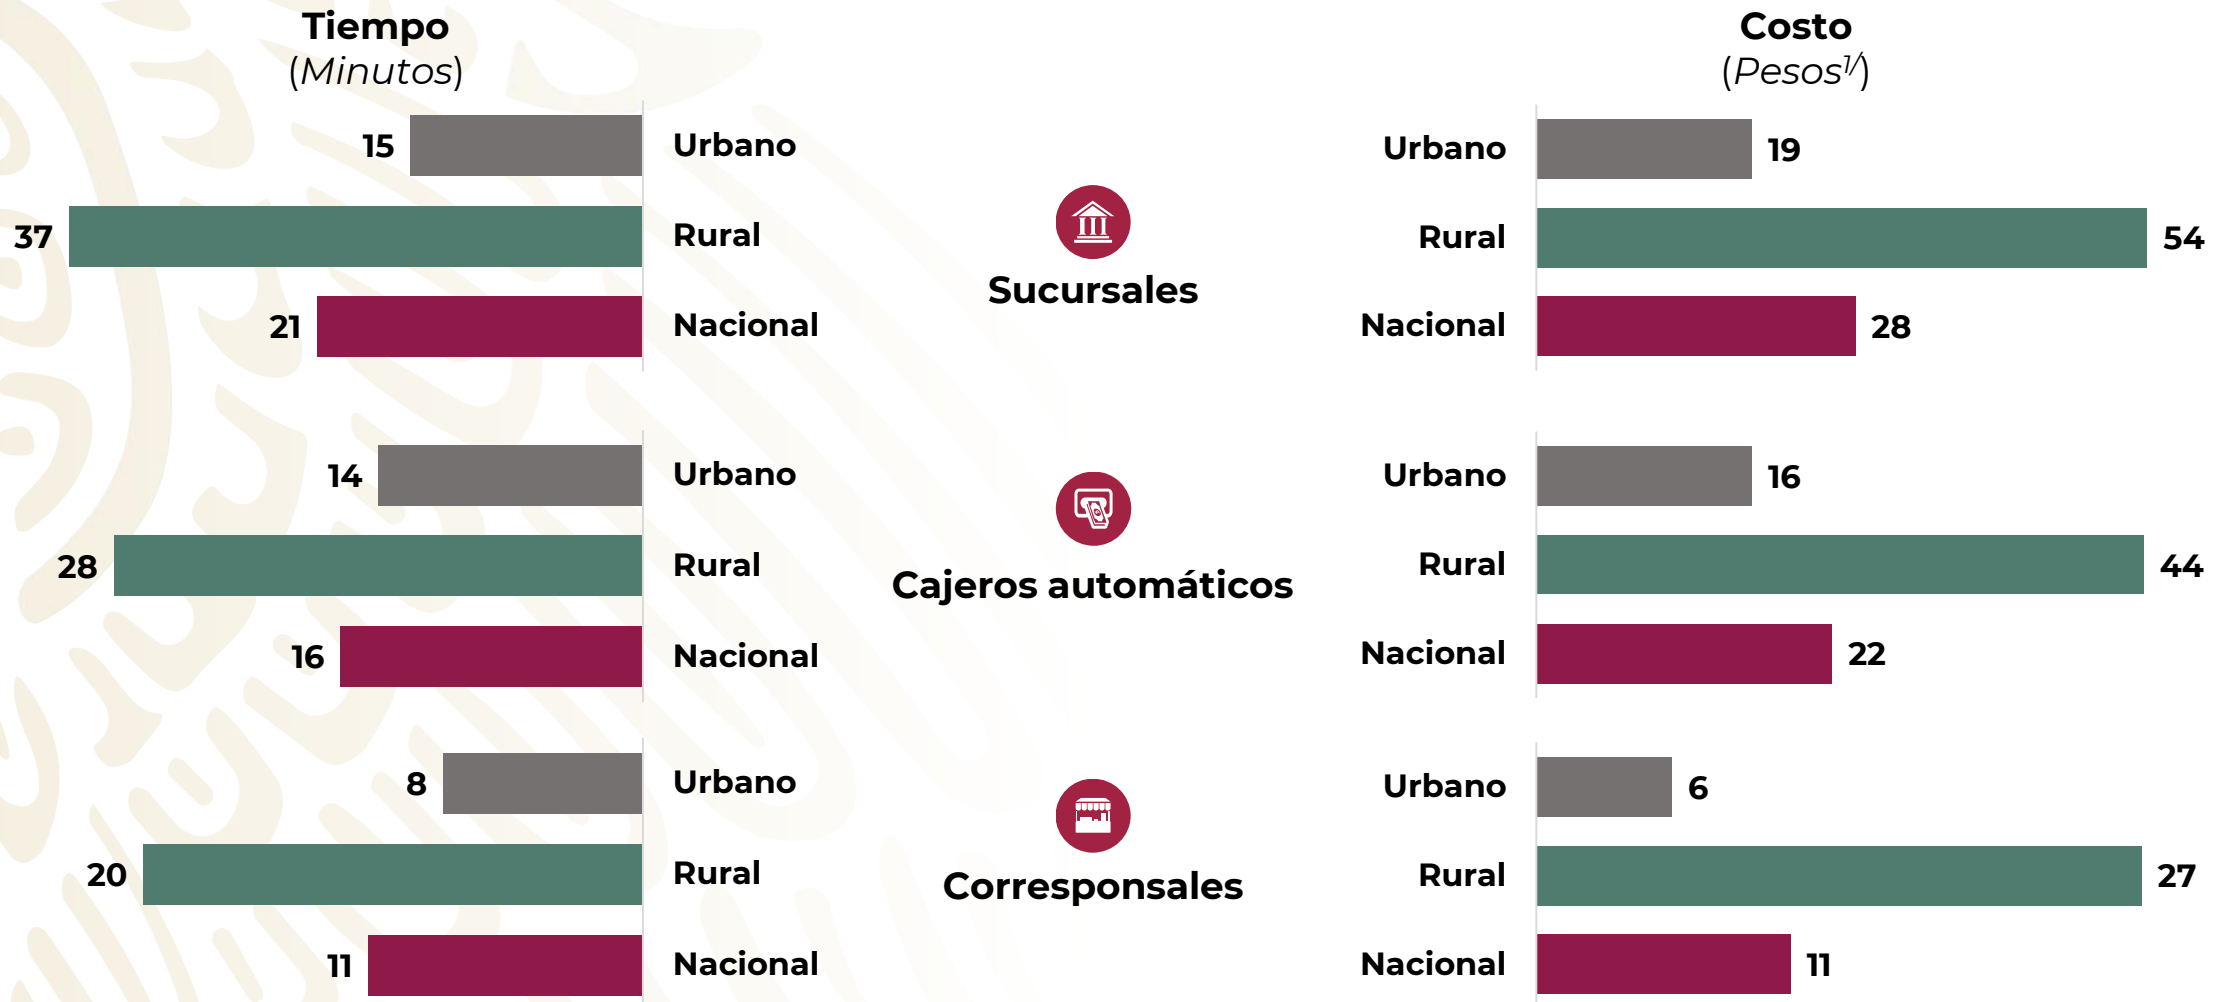 Tiempo
(Minutos)
Costo
(Pesos1/)
15 Urbano
37 Rural
21 Nacional
Sucursales
Urbano 19
Rural 54
Nacional 28
14 Urbano
28 Rural
16 Nacional
Cajeros automáticos
Urbano 16
Rural 44
Nacional 22
8 Urbano
20 Rural
11 Nacional
Corresponsales
Urbano 6
Rural 27
Nacional 11